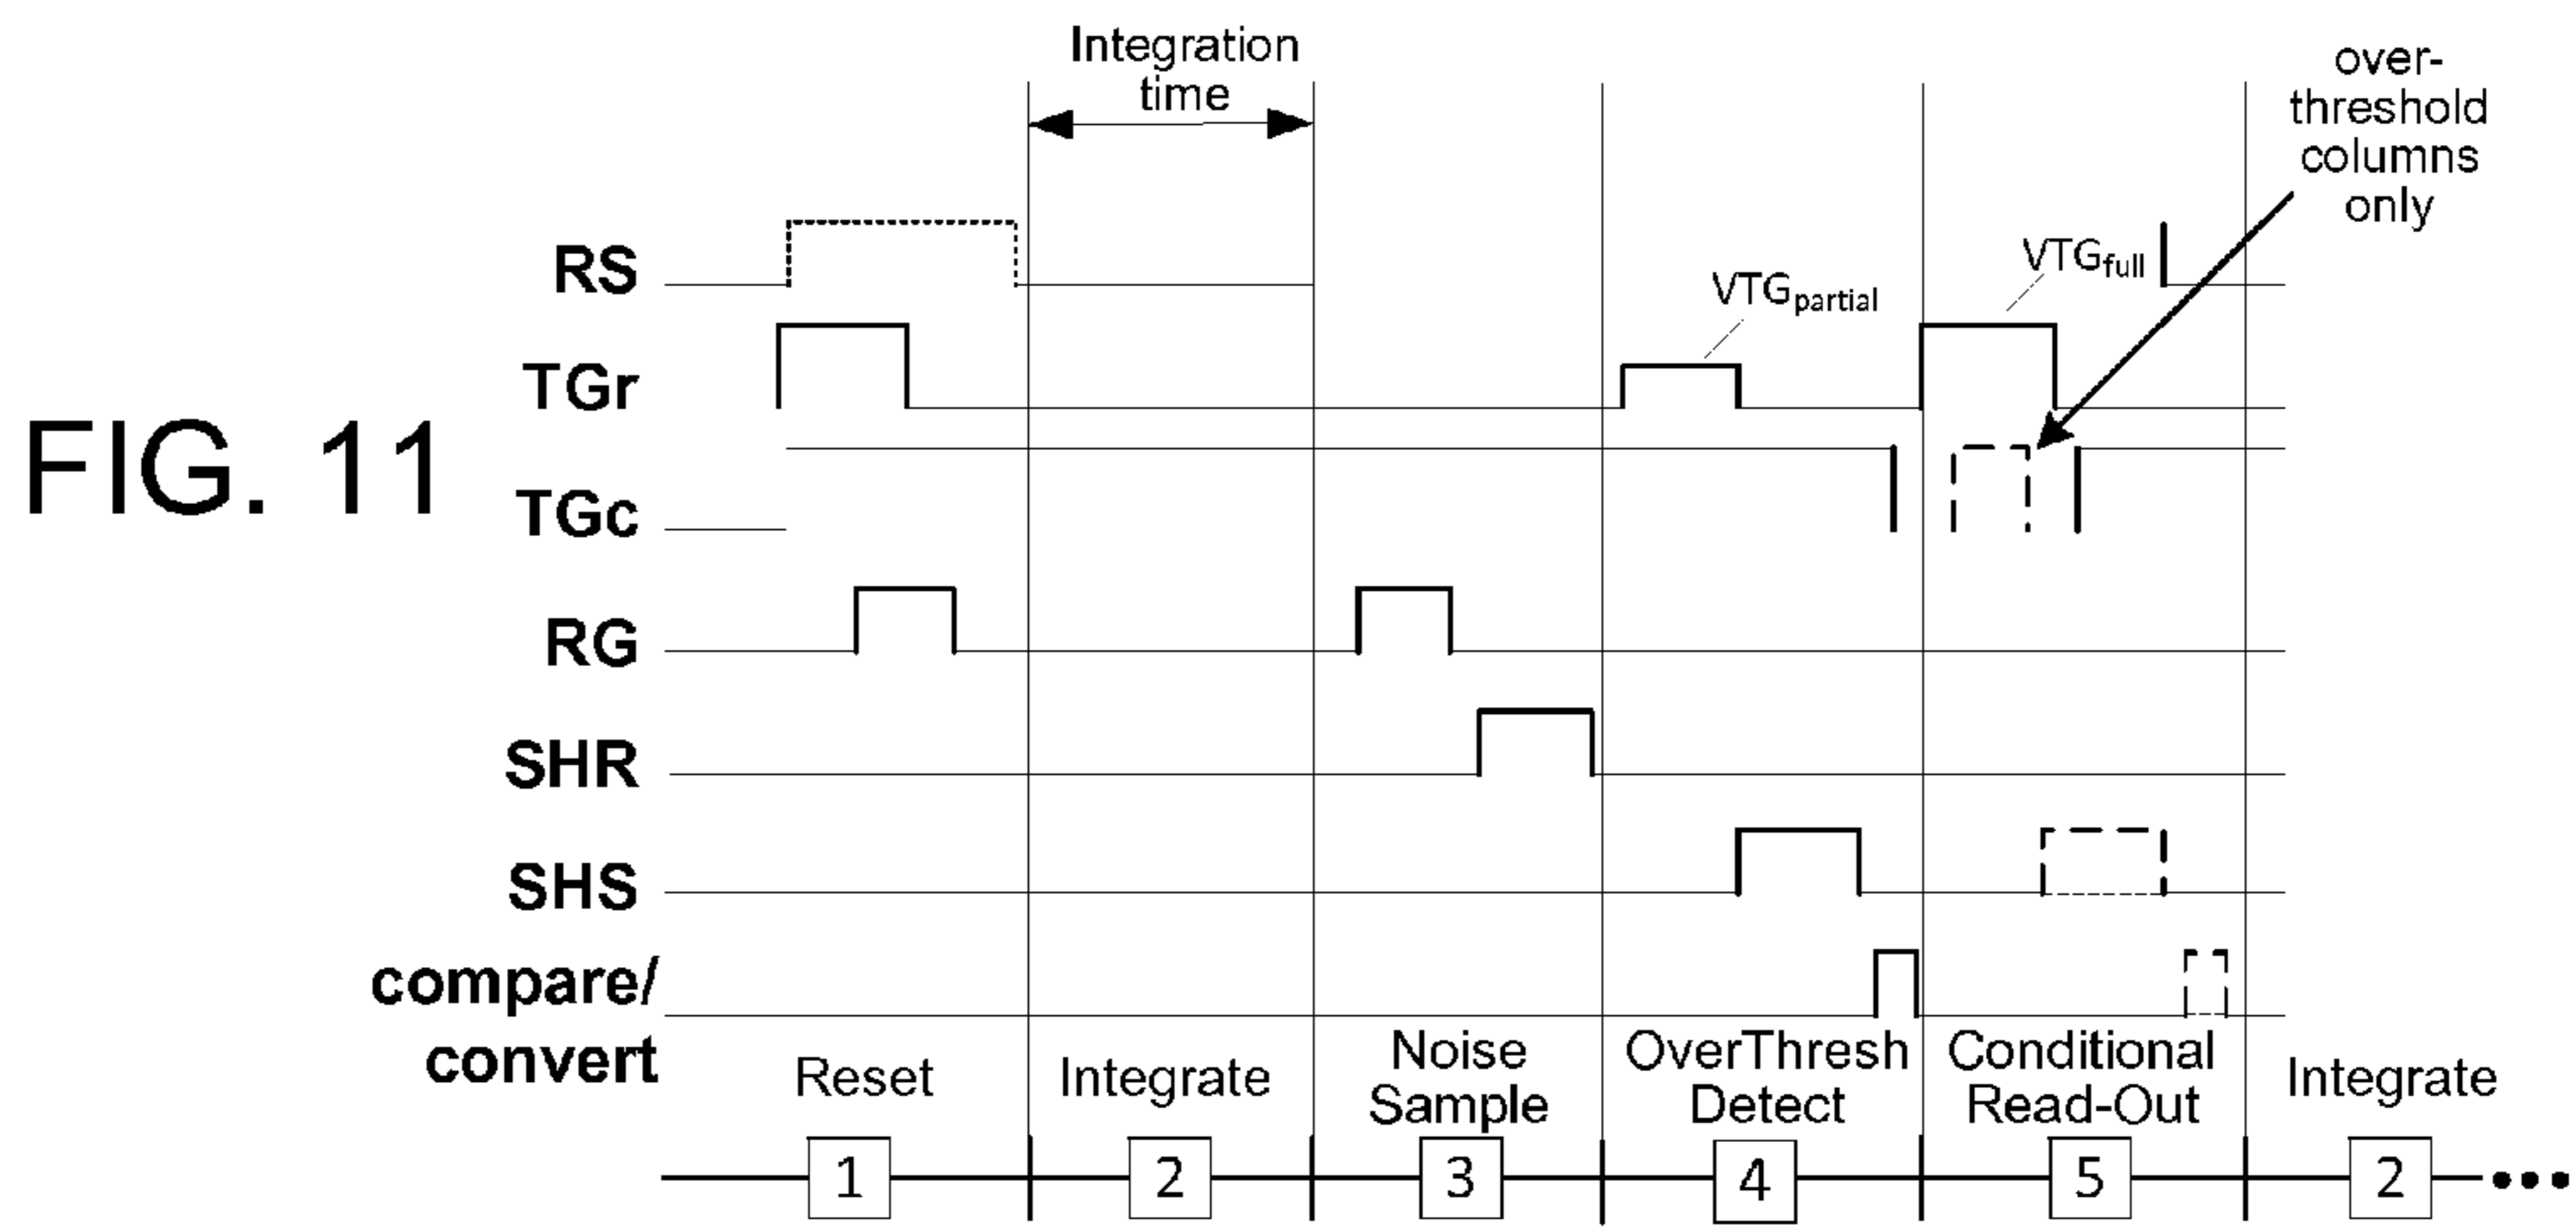 Integration
time
over-
threshold
columns
only
RS
VTGpartial
VTGfull
TGr
FIG. 11
TGc
RG
SHR
SHS
compare/
convert
Reset
Integrate
Noise
Sample
OverThresh
Detect
Conditional
Read-Out
Integrate
1
2
3
4
5
2